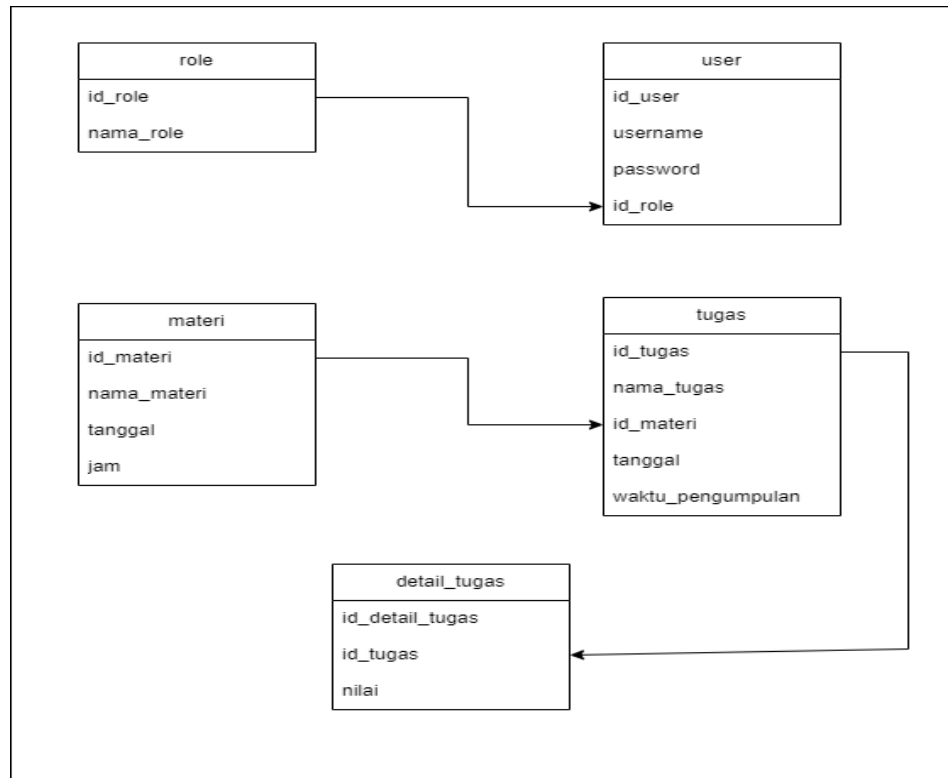 role
id_role
nama_role
user
id_user
username
password
id_role
materi
id_materi
nama_materi
tanggal
jam
tugas
id_tugas
nama_tugas
id_materi
tanggal
waktu_pengumpulan
detail_tugas
id_detail_tugas
id_tugas
nilai